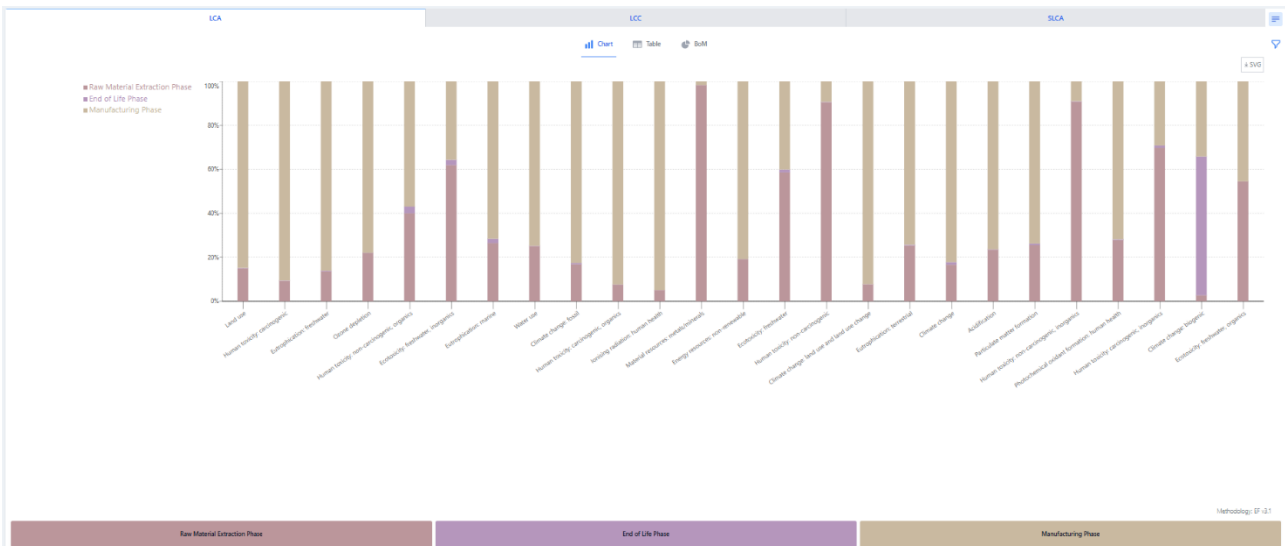 LCA
LCC
SLCA
Chart
Table
BoM
SVG
Raw Material Extraction Phase
End of Life Phase
Manufacturing Phase
100%
80%
60%
40%
20%
0%
Land use
Human toxicity: carcinogenic
Eutrophication: freshwater
Ozone depletion
Human toxicity: non-carcinogenic, organics
Ecotoxicity: freshwater, inorganics
Eutrophication: marine
Water use
Climate change: fossil
Human toxicity: carcinogenic, organics
Ionising radiation: human health
Material resources: metals/minerals
Energy resources: non-renewable
Ecotoxicity: freshwater
Human toxicity: non-carcinogenic
Climate change: land use and land use change
Eutrophication: terrestrial
Climate change
Acidification
Particulate matter formation
Human toxicity: non-carcinogenic, inorganics
Photochemical oxidant formation: human health
Human toxicity: carcinogenic, inorganics
Climate change: biogenic
Ecotoxicity: freshwater, organics
Methodology: EF v3.1
Raw Material Extraction Phase
End of Life Phase
Manufacturing Phase